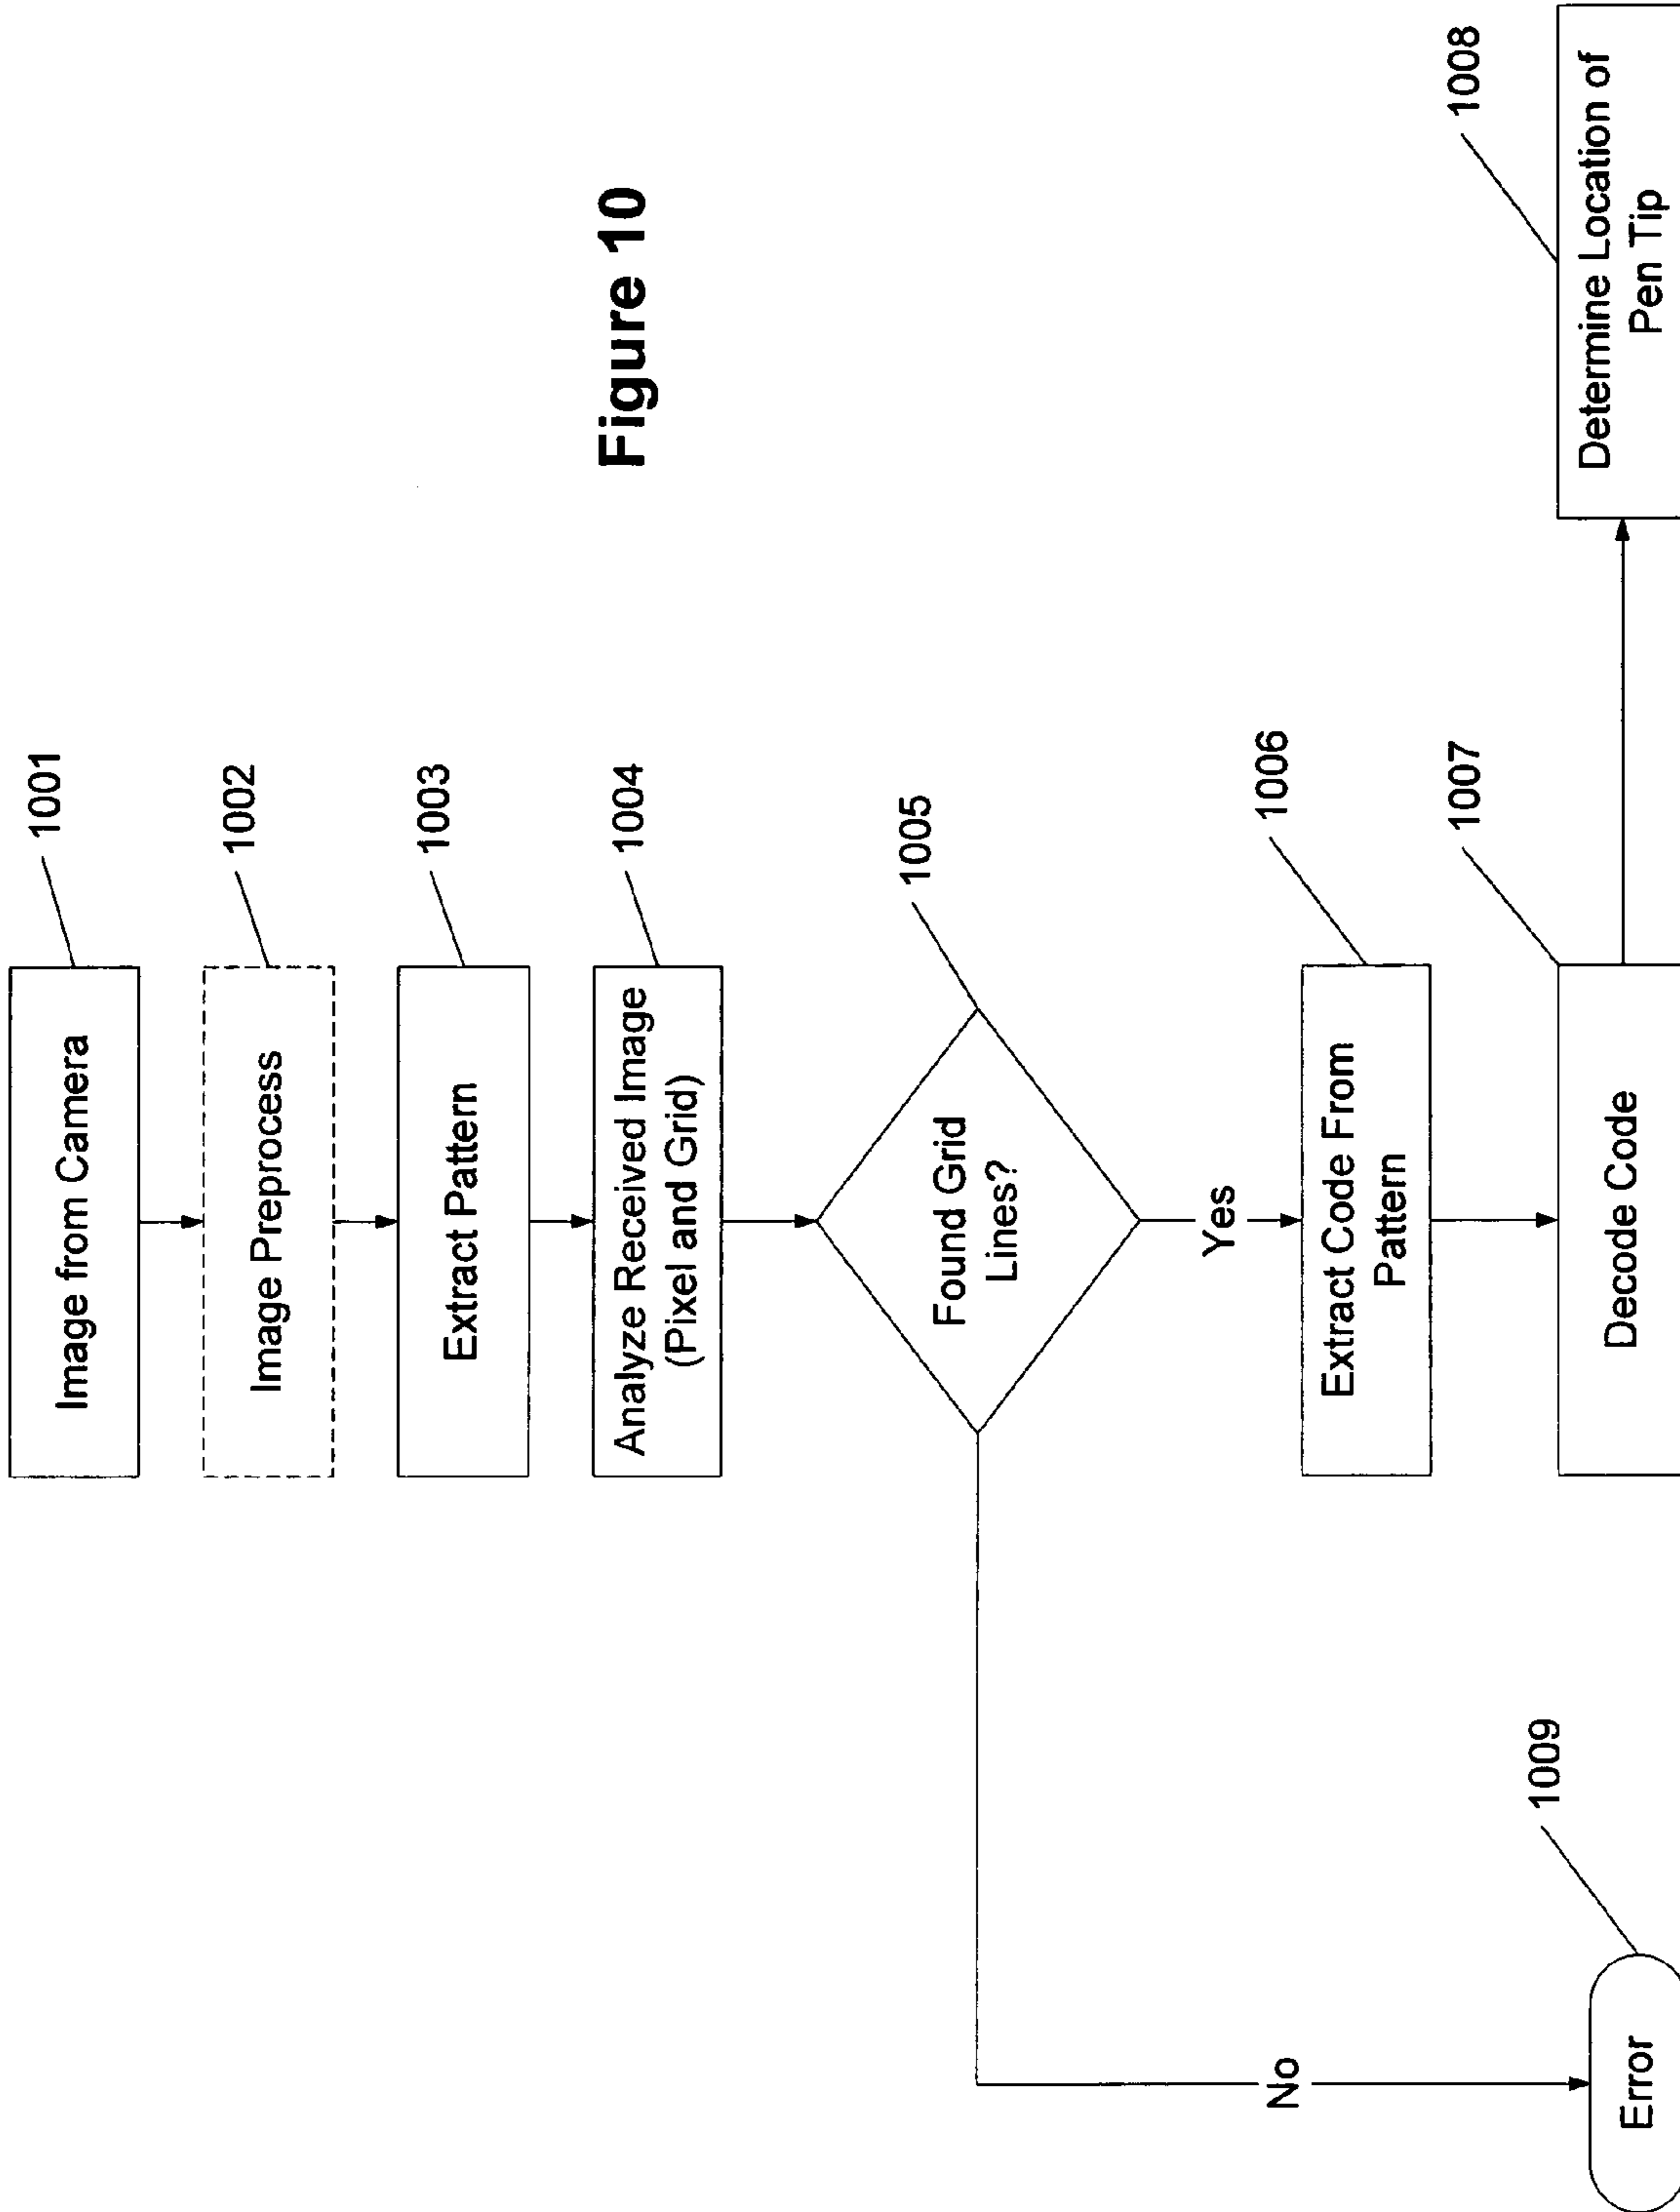 Image from Camera
1001
Image Preprocess
1002
Extract Pattern
1003
Analyze Received Image
(Pixel and Grid)
1004
Found Grid
Lines?
1005
Yes
No
Extract Code From
Pattern
1006
Decode Code
1007
Determine Location of
Pen Tip
1008
Error
1009
Figure 10